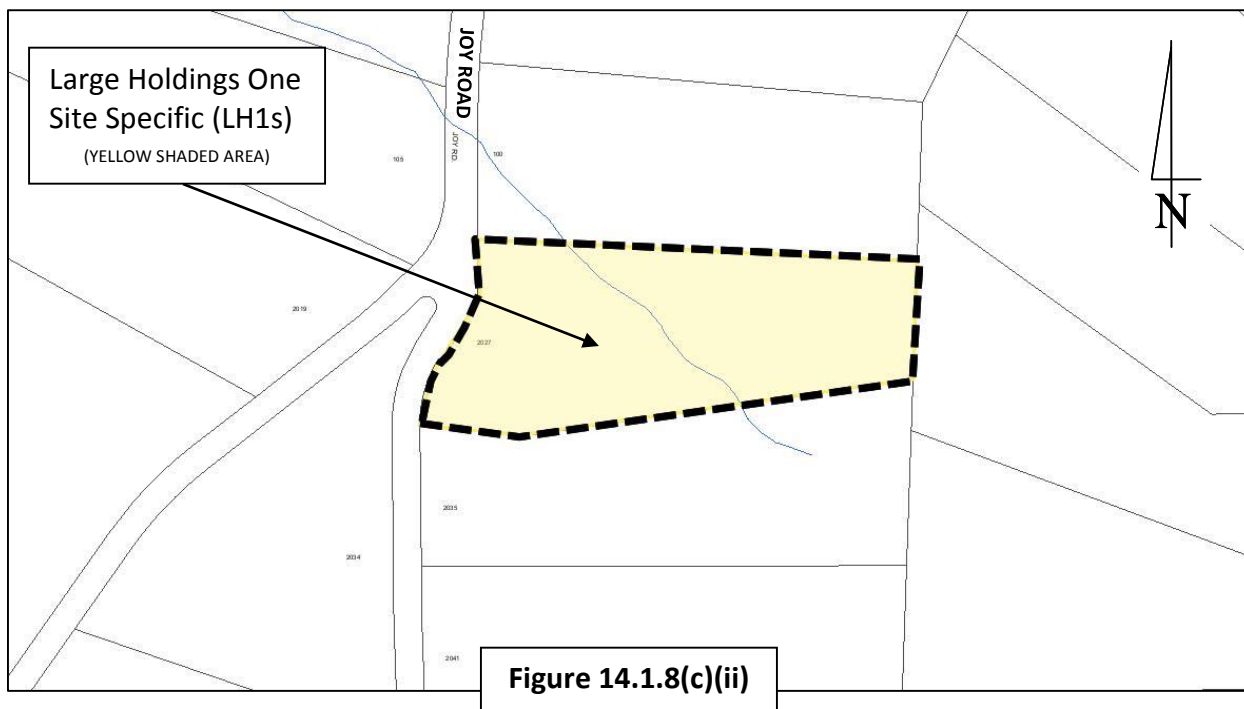 JOY ROAD
Large Holdings One
Site Specific (LH1s)
(YELLOW SHADED AREA)
JOY RD.
105
100
N
2019
2027
2035
2034
2041
Figure 14.1.8(c)(ii)